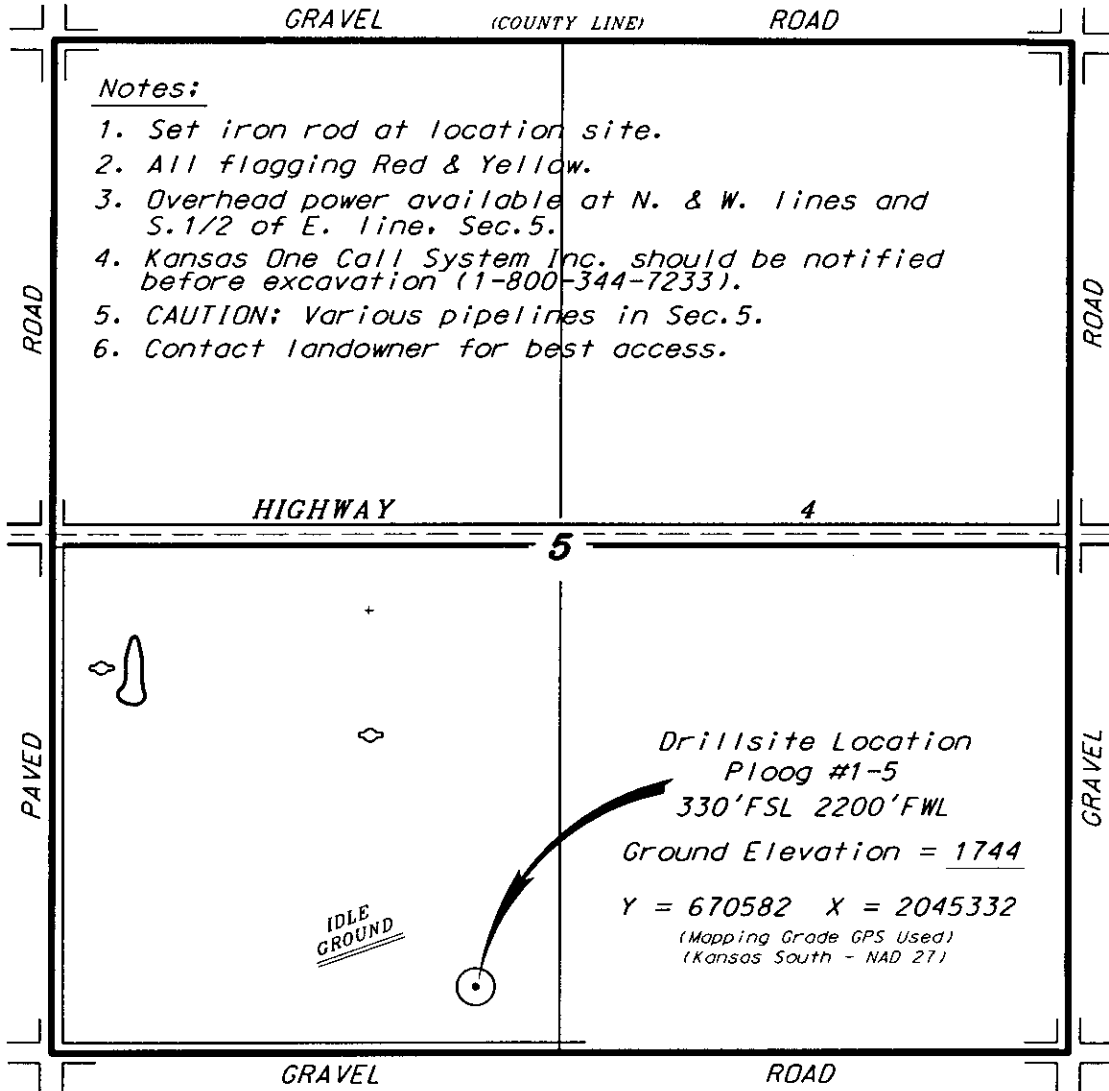 GRAVEL (COUNTY LINE) ROAD
Notes:
1. Set iron rod at location site.
2. All flagging Red & Yellow.
3. Overhead power available at N. & W. lines and
S.1/2 of E. line, Sec.5.
4. Kansas One Call System Inc. should be notified
before excavation (1-800-344-7233).
5. CAUTION: Various pipelines in Sec.5.
6. Contact landowner for best access.
ROAD
ROAD
HIGHWAY 4
5
PAVED
GRAVEL
Drillsite Location
Ploog #1-5
330'FSL 2200'FWL
Ground Elevation = 1744
Y = 670582 X = 2045332
(Mapping Grade GPS Used)
(Kansas South - NAD 27)
IDLE
GROUND
GRAVEL ROAD